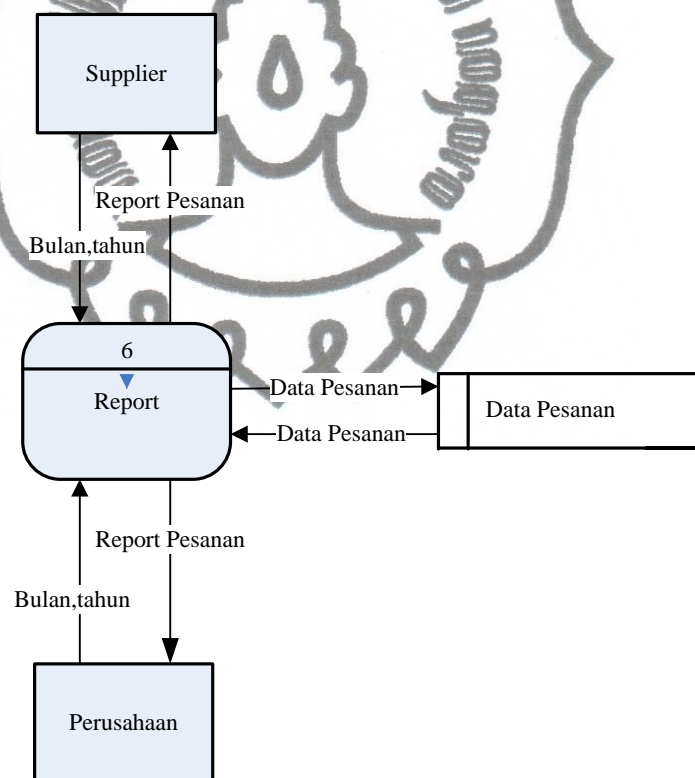 Supplier
Report Pesanan
Bulan,tahun
6
Report
Data Pesanan
Data Pesanan
Data Pesanan
Report Pesanan
Bulan,tahun
Perusahaan